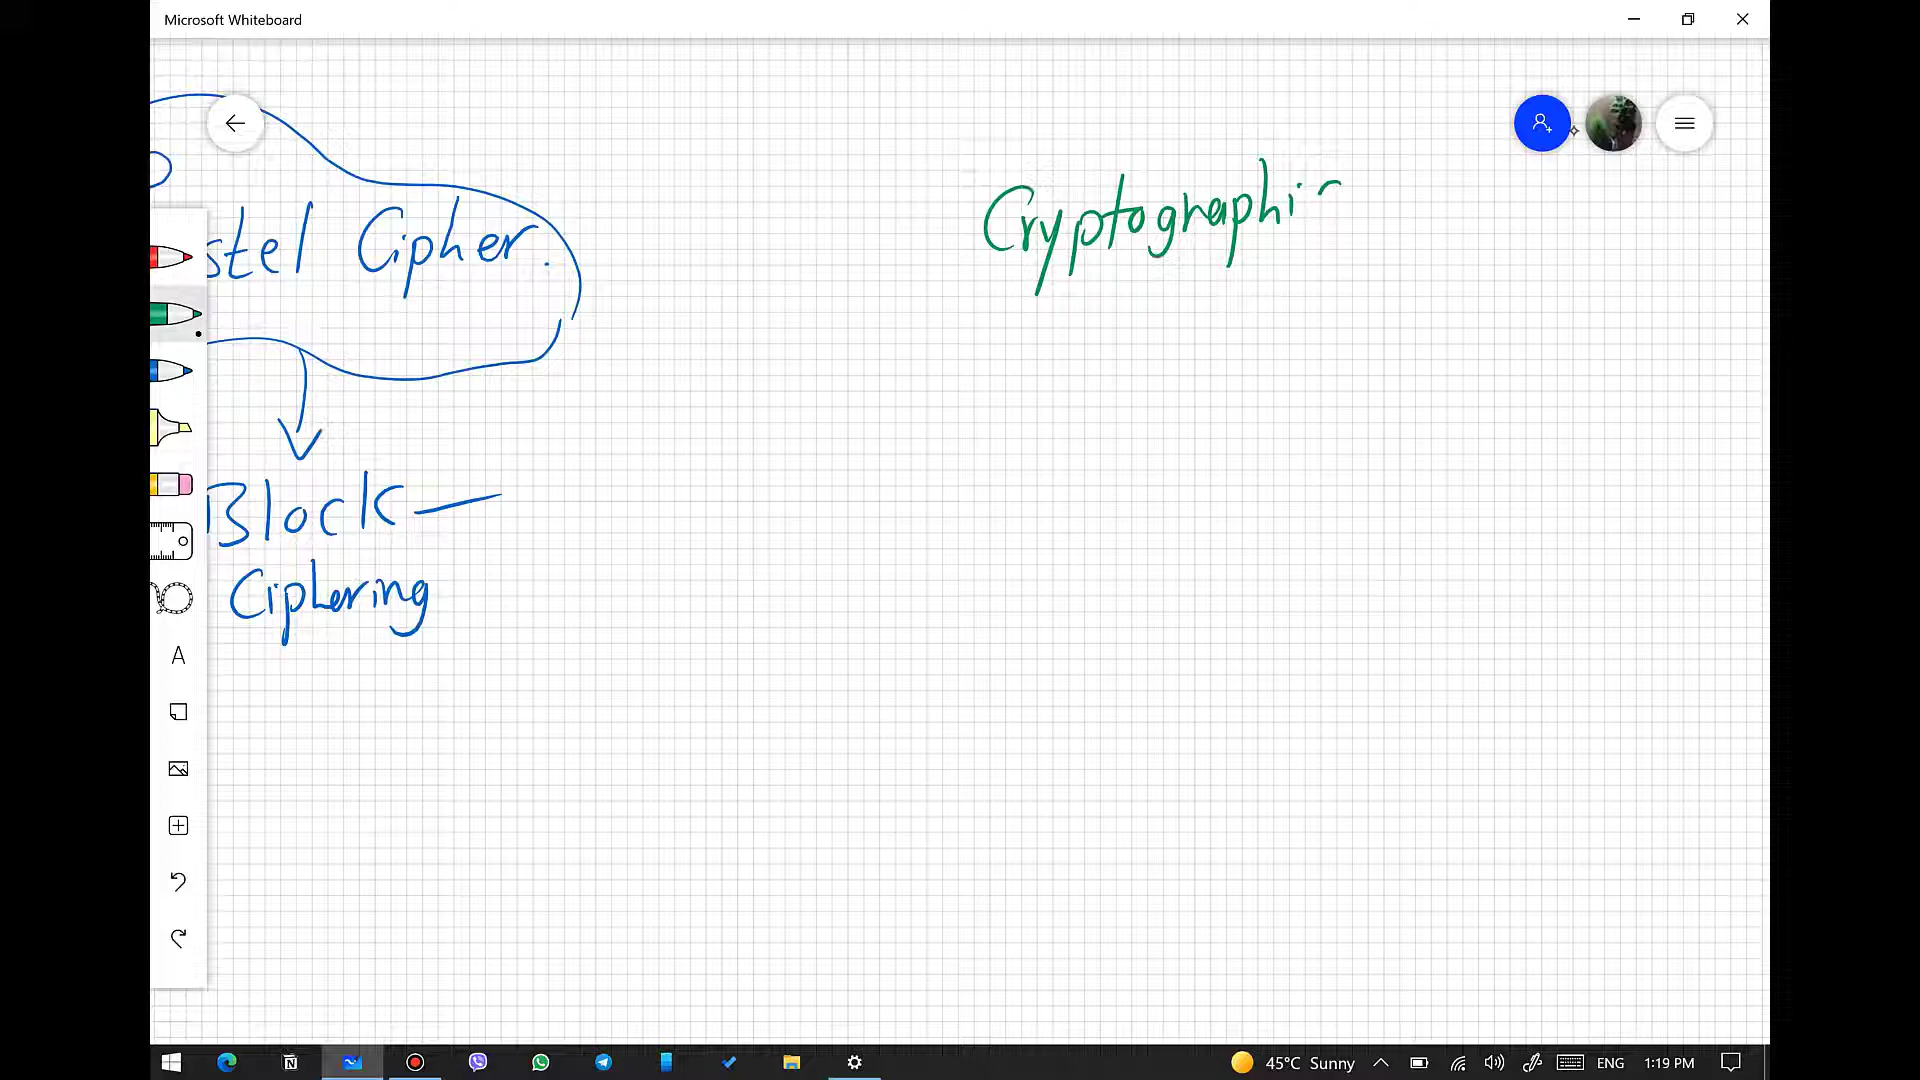 Microsoft Whiteboard
stel Cipher.
Block —
Ciphering
Cryptographi
A
45°C Sunny
ENG
1:19 PM